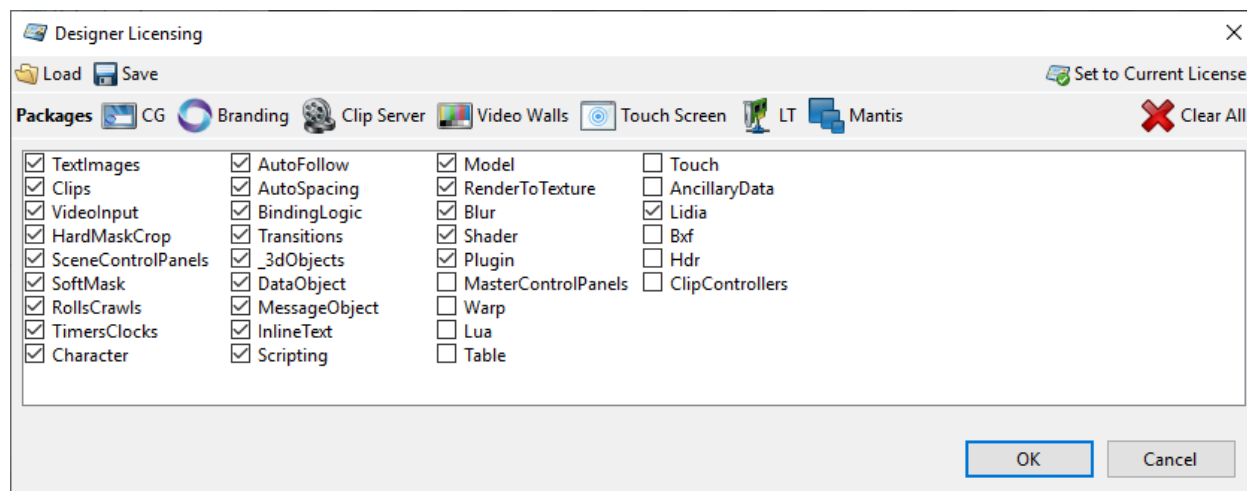 Designer Licensing
Load Save Set to Current License
Packages CG Branding Clip Server Video Walls Touch Screen LT Mantis Clear All
TextImages AutoFollow Model Touch
Clips AutoSpacing RenderToTexture AncillaryData
VideoInput BindingLogic Blur Lidia
HardMaskCrop Transitions Shader Bxf
SceneControlPanels _3dObjects Plugin Hdr
SoftMask DataObject MasterControlPanels ClipControllers
RollsCrawls MessageObject Warp
TimersClocks InlineText Lua
Character Scripting Table
OK Cancel